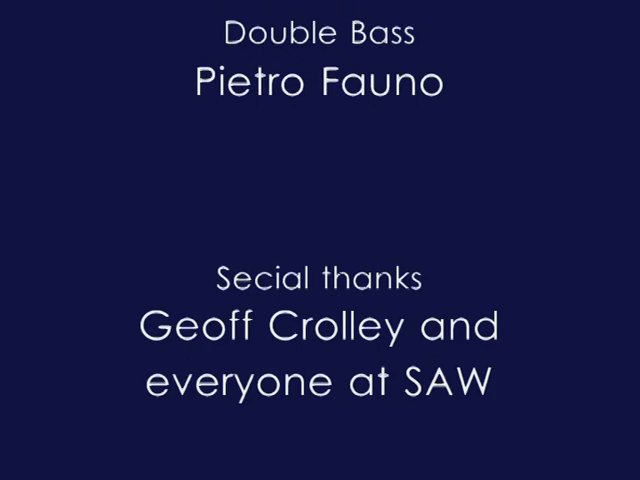 Double Bass
Pietro Fauno
Secial thanks
Geoff Crolley and
everyone at SAW